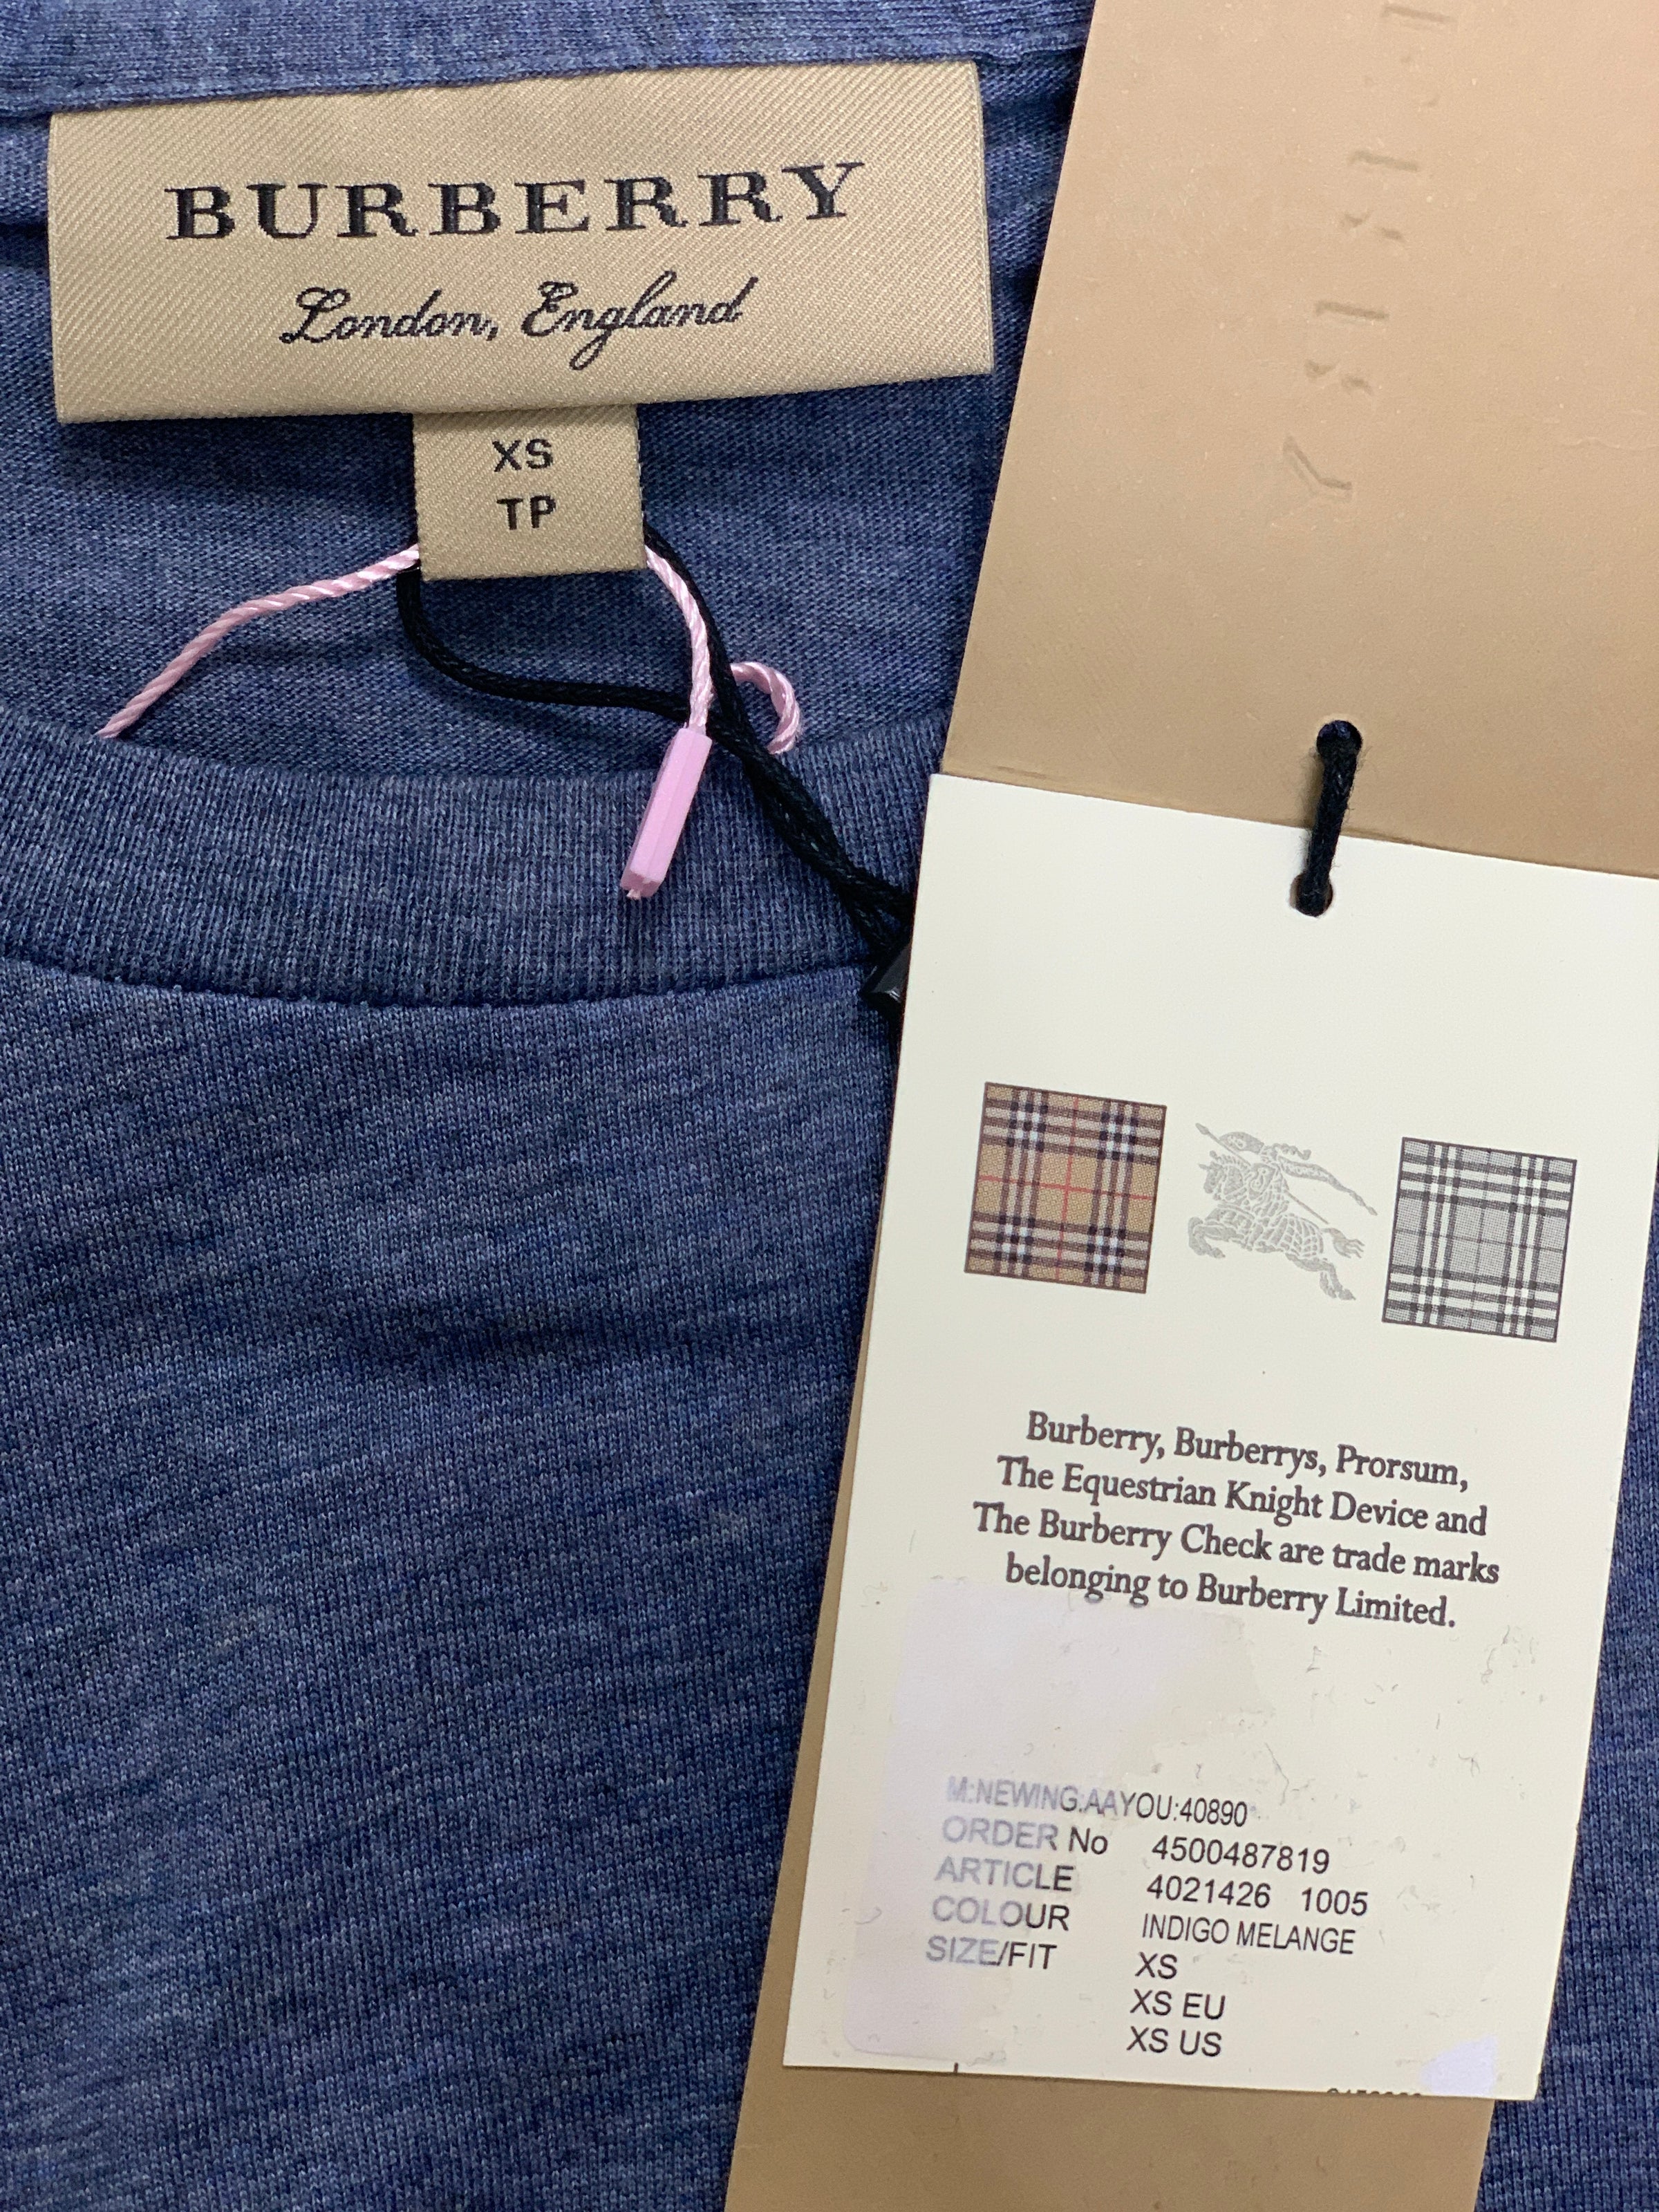 BURBERRY
London, England
XS
TP
Burberry, Burberrys, Prorsum,
The Equestrian Knight Device and
The Burberry Check are trade marks
belonging to Burberry Limited.
M:NEWING:AAYOU:40890
ORDER No 4500487819
ARTICLE 4021426 1005
COLOUR INDIGO MELANGE
SIZE/FIT XS
XS EU
XS US